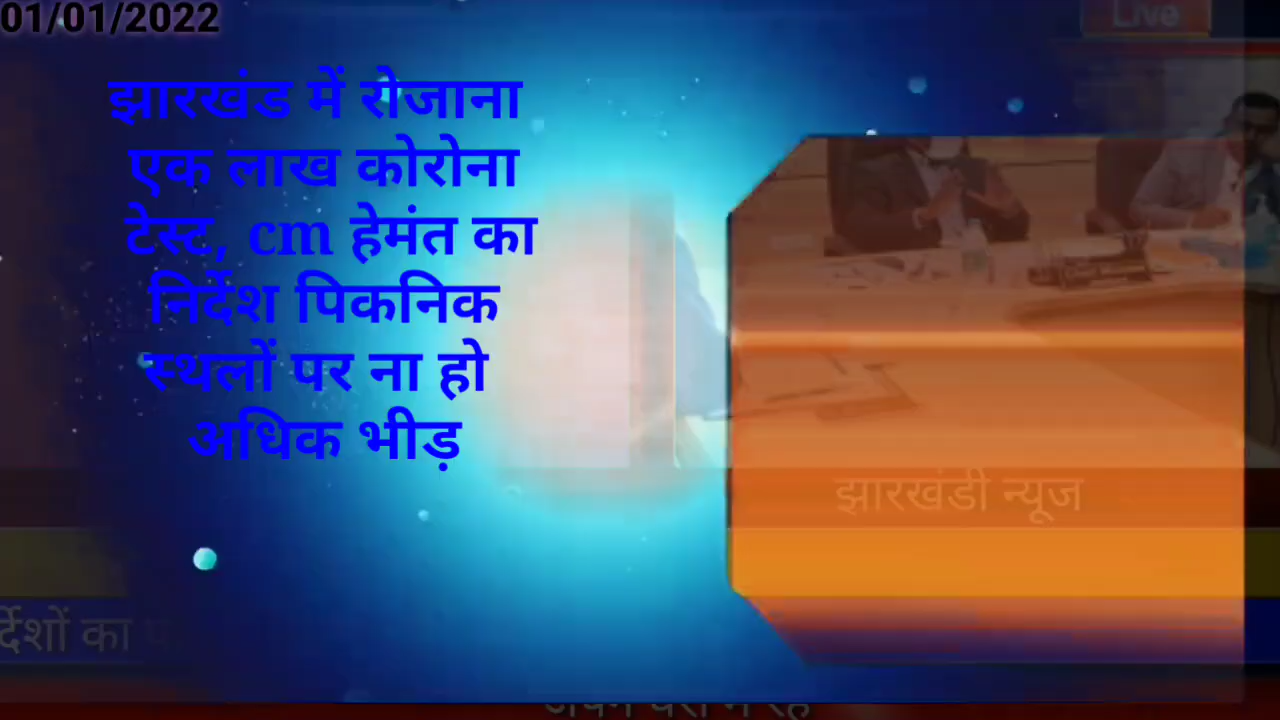 01/01/2022
Live
झारखंड में रोजाना
एक लाख कोरोना
टेस्ट, cm हेमंत का
निर्देश पिकनिक
स्थलों पर ना हो
अधिक भीड़
झारखंडी न्यूज
र्देशों का